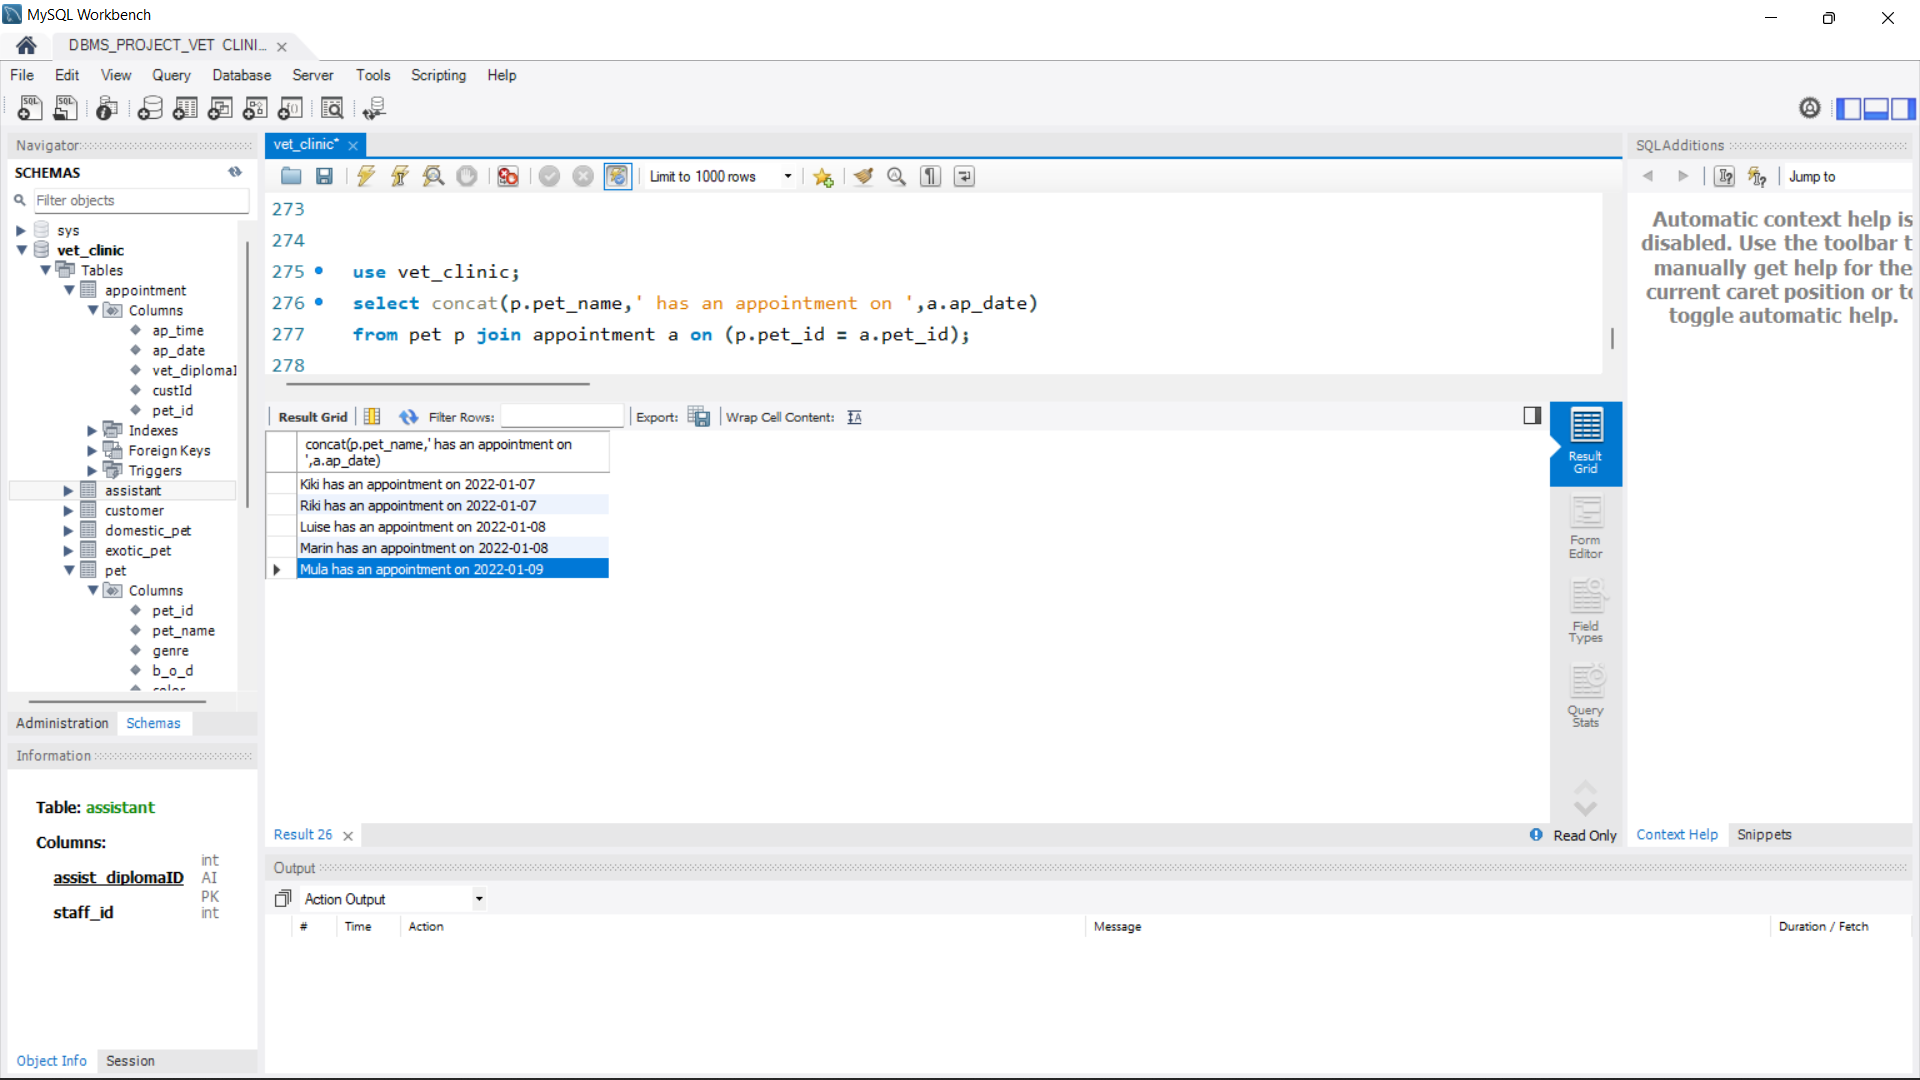 MySQL Workbench
DBMS_PROJECT_VET CLINI...
File Edit View Query Database Server Tools Scripting Help
Navigator
SCHEMAS
Filter objects
sys
vet_clinic
Tables
appointment
Columns
ap_time
ap_date
vet_diplomaI
custId
pet_id
Indexes
Foreign Keys
Triggers
assistant
customer
domestic_pet
exotic_pet
pet
Columns
pet_id
pet_name
genre
b_o_d
color
Administration Schemas
Information
Table: assistant
Columns:
assist_diplomaID int AI PK
staff_id int
Object Info Session
vet_clinic*
Limit to 1000 rows
273
274
275 use vet_clinic;
276 select concat(p.pet_name,' has an appointment on ',a.ap_date)
277 from pet p join appointment a on (p.pet_id = a.pet_id);
278
Result Grid Filter Rows: Export: Wrap Cell Content:
concat(p.pet_name,' has an appointment on
',a.ap_date)
Kiki has an appointment on 2022-01-07
Riki has an appointment on 2022-01-07
Luise has an appointment on 2022-01-08
Marin has an appointment on 2022-01-08
Mula has an appointment on 2022-01-09
Result
Grid
Form
Editor
Field
Types
Query
Stats
Result 26
Read Only
Output
Action Output
# Time Action Message Duration / Fetch
SQLAdditions
Jump to
Automatic context help is
disabled. Use the toolbar t
manually get help for the
current caret position or to
toggle automatic help.
Context Help Snippets